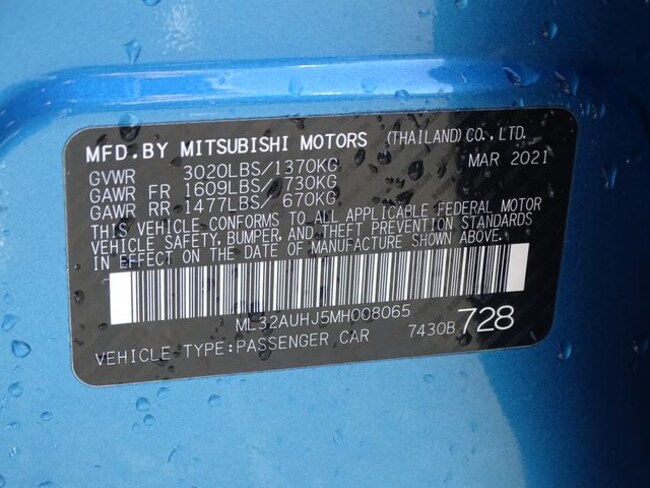 MFD.BY MITSUBISHI MOTORS (THAILAND) CO., LTD.
GVWR 3020LBS/1370KG MAR 2021
GAWR FR 1609LBS/ 730KG
GAWR RR 1477LBS/ 670KG
THIS VEHICLE CONFORMS TO ALL APPLICABLE FEDERAL MOTOR
VEHICLE SAFETY, BUMPER, AND THEFT PREVENTION STANDARDS
IN EFFECT ON THE DATE OF MANUFACTURE SHOWN ABOVE.
ML32AUHJ5MH008065
VEHICLE TYPE:PASSENGER CAR 7430B 728